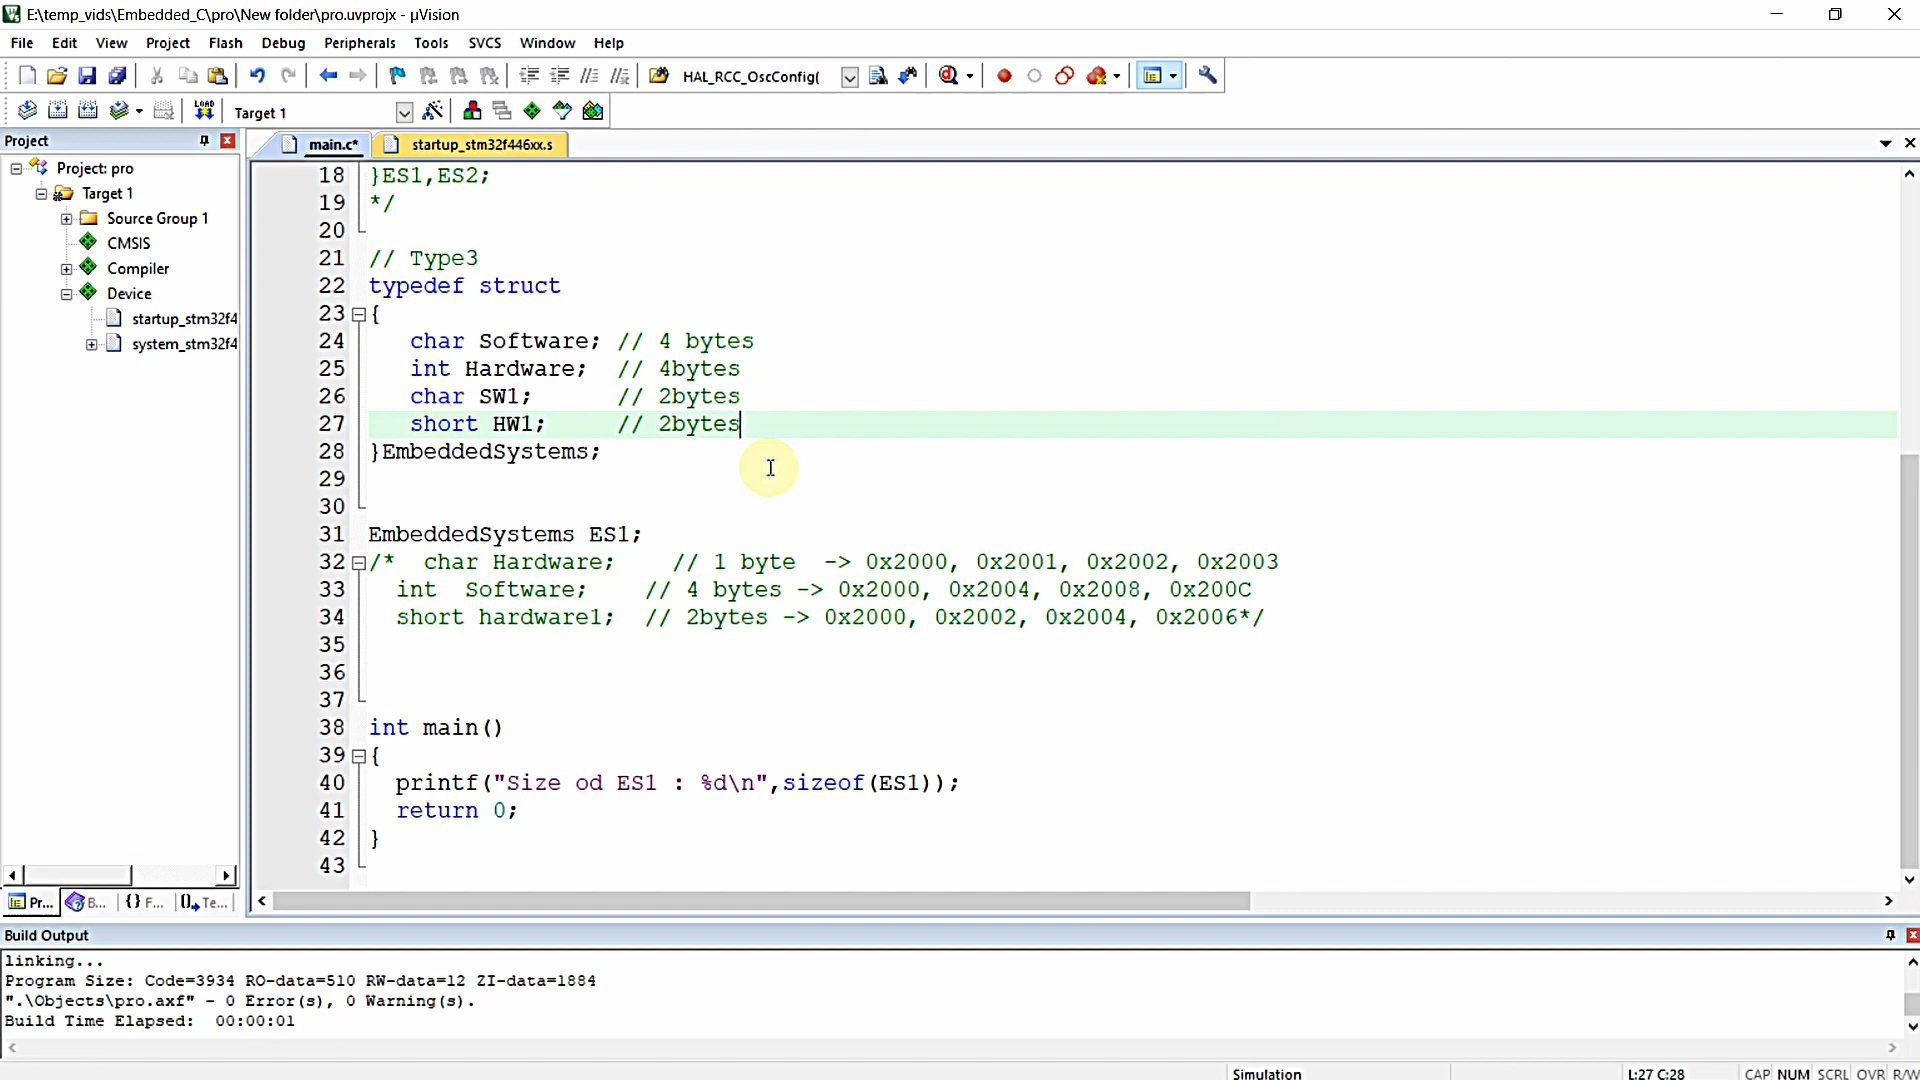 E:\temp_vids\Embedded_C\pro\New folder\pro.uvprojx - µVision
File Edit View Project Flash Debug Peripherals Tools SVCS Window Help
HAL_RCC_OscConfig(
LOAD Target 1
Project
main.c* startup_stm32f446xx.s
Project: pro
Target 1
Source Group 1
CMSIS
Compiler
Device
startup_stm32f4
system_stm32f4
18 }ES1,ES2;
19 */
20
21 // Type3
22 typedef struct
23 {
24 char Software; // 4 bytes
25 int Hardware; // 4bytes
26 char SW1; // 2bytes
27 short HW1; // 2bytes
28 }EmbeddedSystems;
29
30
31 EmbeddedSystems ES1;
32 /* char Hardware; // 1 byte -> 0x2000, 0x2001, 0x2002, 0x2003
33 int Software; // 4 bytes -> 0x2000, 0x2004, 0x2008, 0x200C
34 short hardware1; // 2bytes -> 0x2000, 0x2002, 0x2004, 0x2006*/
35
36
37
38 int main()
39 {
40 printf("Size od ES1 : %d\n",sizeof(ES1));
41 return 0;
42 }
43
Pr... B... {} F... Te...
Build Output
linking...
Program Size: Code=3934 RO-data=510 RW-data=12 ZI-data=1884
".\Objects\pro.axf" - 0 Error(s), 0 Warning(s).
Build Time Elapsed: 00:00:01
Simulation L:27 C:28 CAP NUM SCRL OVR R/W